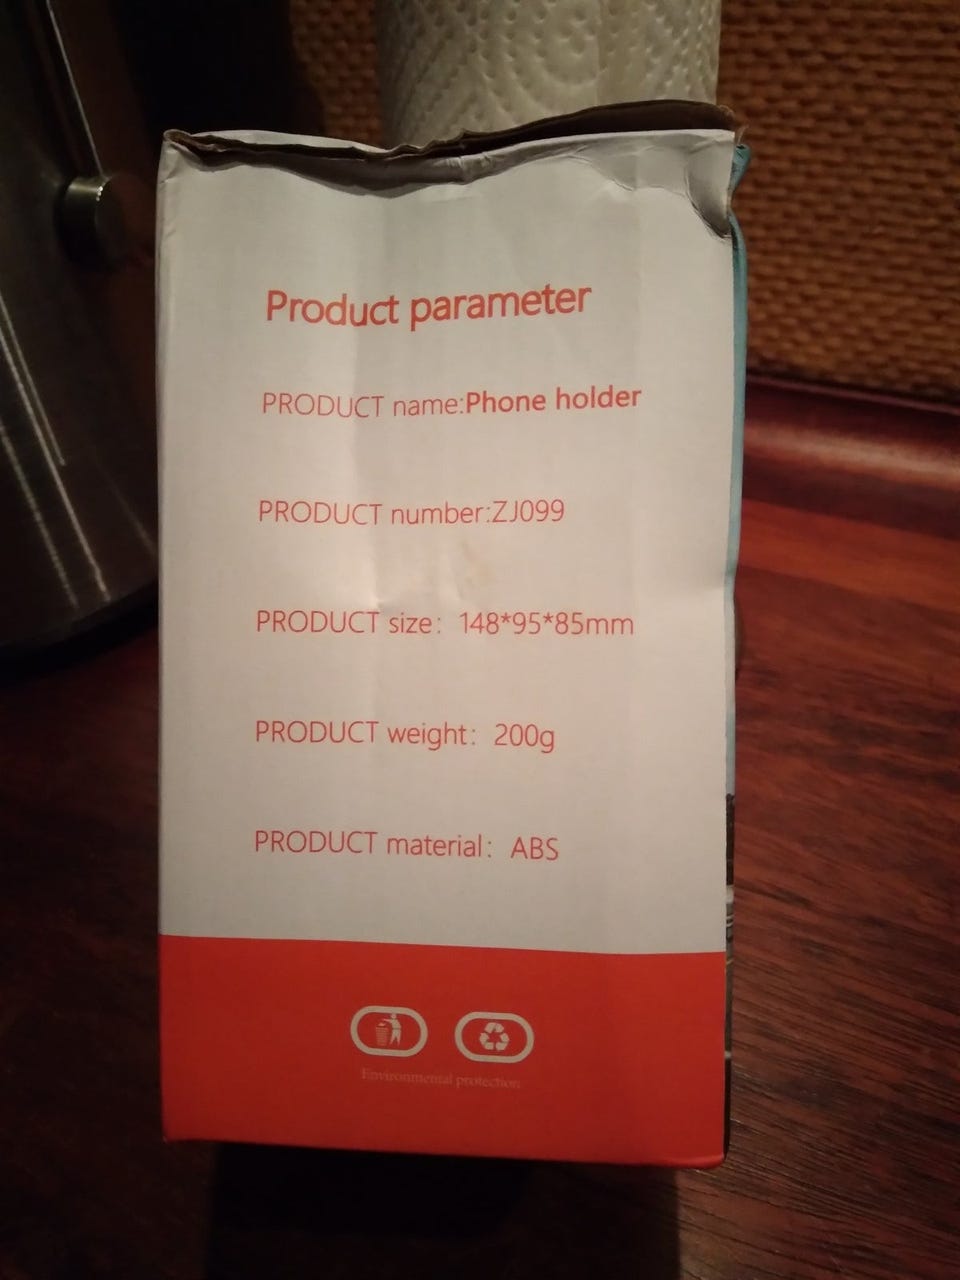 Product parameter
PRODUCT name:Phone holder
PRODUCT number:ZJ099
PRODUCT size: 148*95*85mm
PRODUCT weight: 200g
PRODUCT material: ABS
Environmental protection